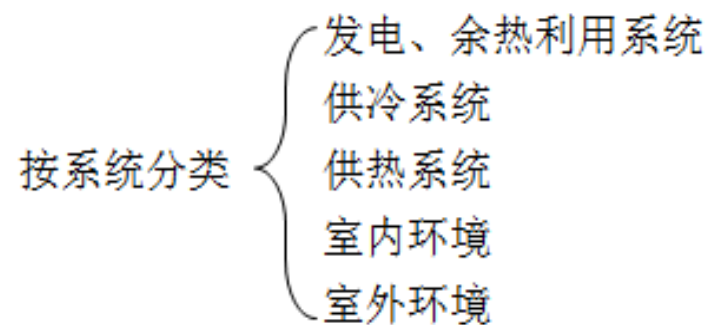 按系统分类
发电、余热利用系统
供冷系统
供热系统
室内环境
室外环境